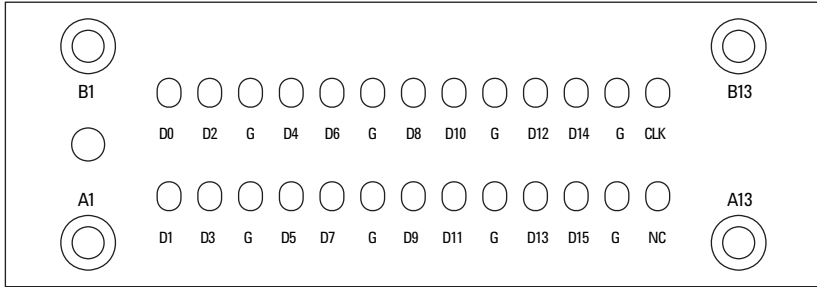 B1 B13
D0 D2 G D4 D6 G D8 D10 G D12 D14 G CLK
A1 A13
D1 D3 G D5 D7 G D9 D11 G D13 D15 G NC